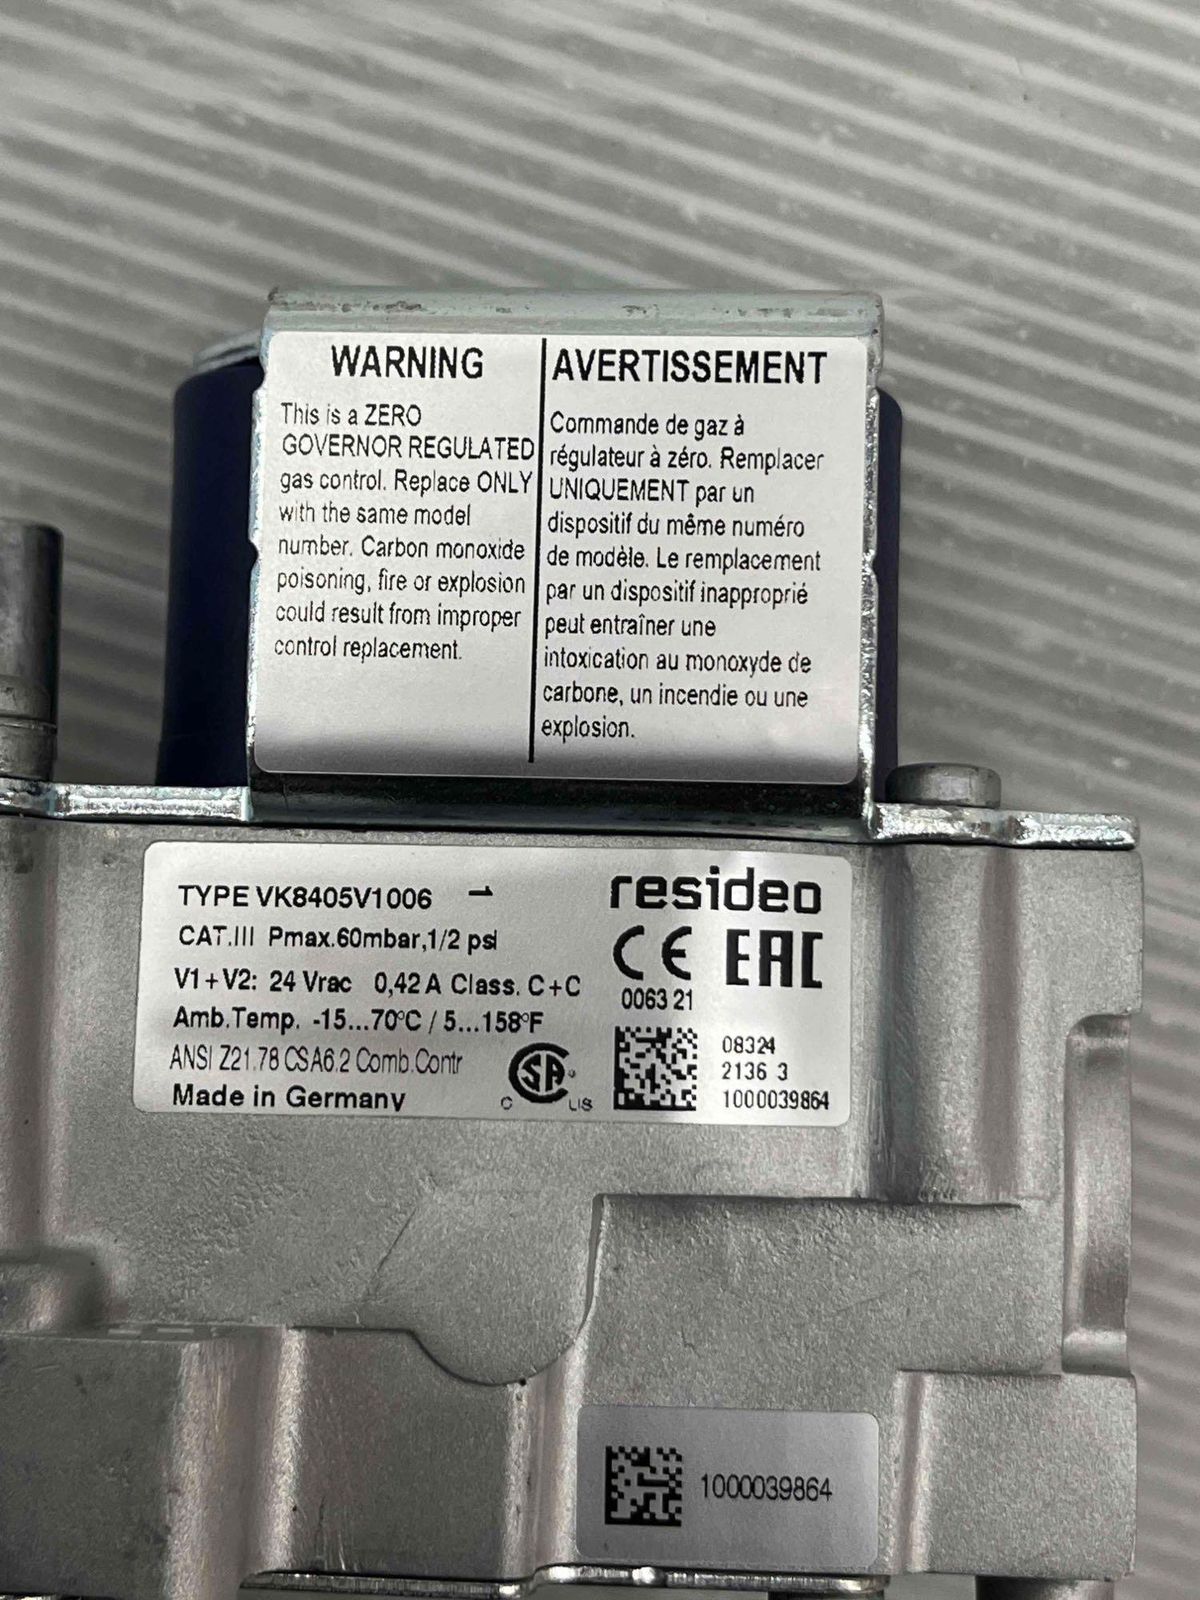 WARNING
This is a ZERO
GOVERNOR REGULATED
gas control. Replace ONLY
with the same model
number. Carbon monoxide
poisoning, fire or explosion
could result from improper
control replacement.
AVERTISSEMENT
Commande de gaz à
régulateur à zéro. Remplacer
UNIQUEMENT par un
dispositif du même numéro
de modèle. Le remplacement
par un dispositif inapproprié
peut entraîner une
intoxication au monoxyde de
carbone, un incendie ou une
explosion.
TYPE VK8405V1006
CAT.III Pmax.60mbar,1/2 psi
V1+V2: 24 Vrac 0,42 A Class. C+C
Amb.Temp. -15...70°C / 5...158°F
ANSI Z21.78 CSA6.2 Comb.Contr
Made in Germany
C SA US
resideo
CE EAC
0063 21
08324
2136 3
1000039864
1000039864